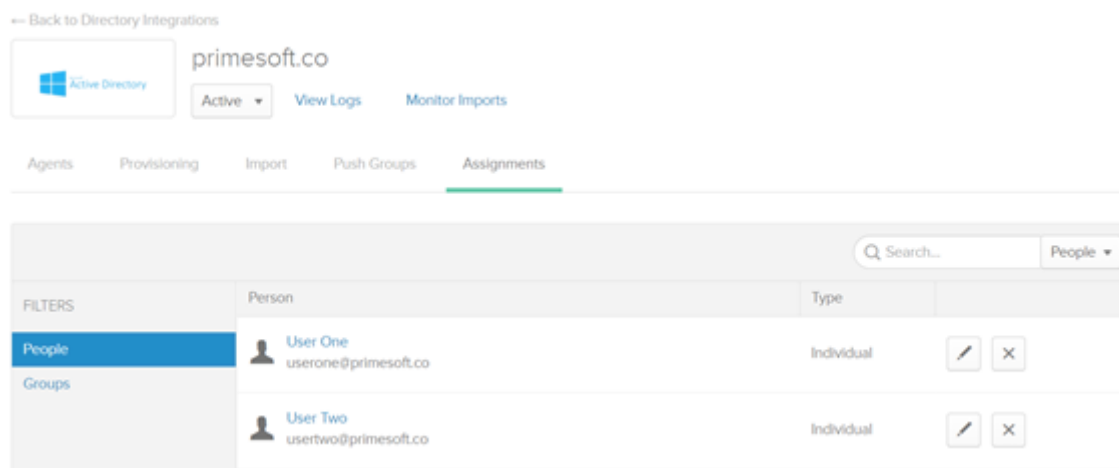 ← Back to Directory Integrations
Active Directory
primesoft.co
Active
View Logs
Monitor Imports
Agents
Provisioning
Import
Push Groups
Assignments
Search...
People
FILTERS
Person
Type
People
Groups
User One
userone@primesoft.co
Individual
User Two
usertwo@primesoft.co
Individual